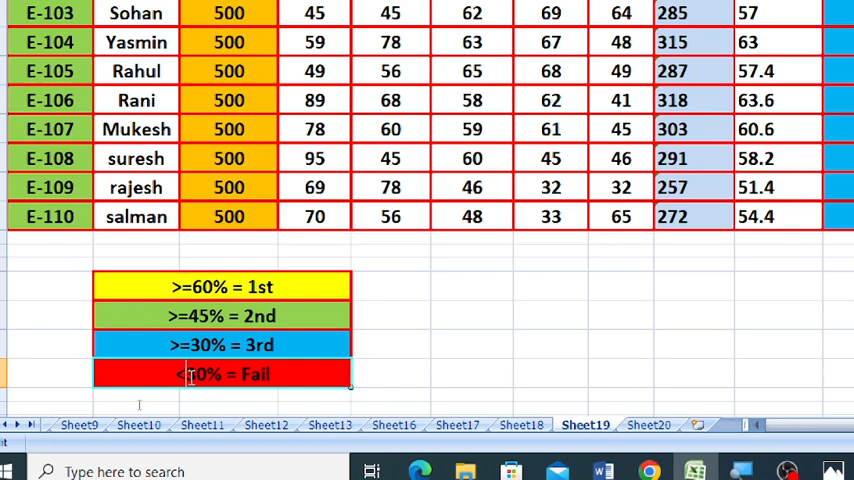 E-103 Sohan 500 45 45 62 69 64 285 57
E-104 Yasmin 500 59 78 63 67 48 315 63
E-105 Rahul 500 49 56 65 68 49 287 57.4
E-106 Rani 500 89 68 58 62 41 318 63.6
E-107 Mukesh 500 78 60 59 61 45 303 60.6
E-108 suresh 500 95 45 60 45 46 291 58.2
E-109 rajesh 500 69 78 46 32 32 257 51.4
E-110 salman 500 70 56 48 33 65 272 54.4
>=60% = 1st
>=45% = 2nd
>=30% = 3rd
<30% = Fail
Sheet9 Sheet10 Sheet11 Sheet12 Sheet13 Sheet16 Sheet17 Sheet18 Sheet19 Sheet20
Type here to search